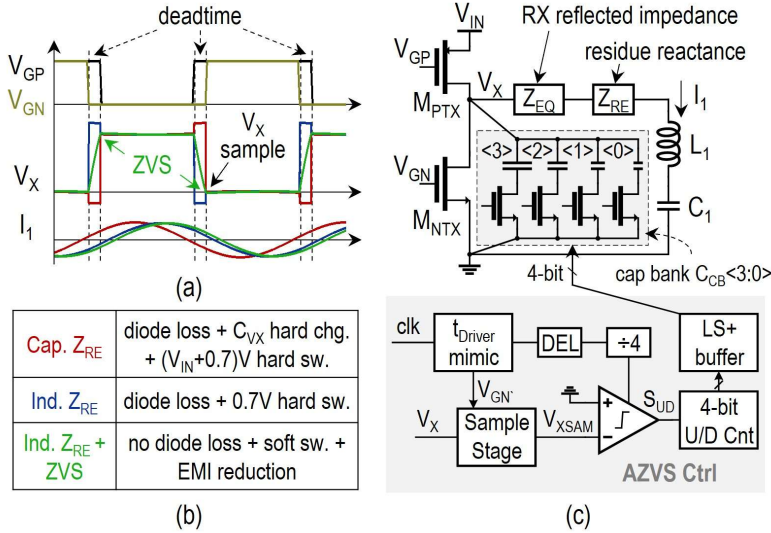 deadtime
V_GP
V_GN
V_X
sample
ZVS
V_X
I_1
(a)
Cap. Z_RE
diode loss + C_VX hard chg.
+ (V_IN+0.7)V hard sw.
Ind. Z_RE
diode loss + 0.7V hard sw.
Ind. Z_RE +
ZVS
no diode loss + soft sw. +
EMI reduction
(b)
RX reflected impedance
V_IN
residue reactance
V_GP
V_X
Z_EQ
Z_RE
I_1
M_PTX
<3>
<2>
<1>
<0>
L_1
V_GN
C_1
M_NTX
4-bit
cap bank C_CB<3:0>
clk
t_Driver
mimic
DEL
÷4
LS+
buffer
V_GN`
+
S_UD
V_X
Sample
Stage
V_XSAM
−
4-bit
U/D Cnt
AZVS Ctrl
(c)